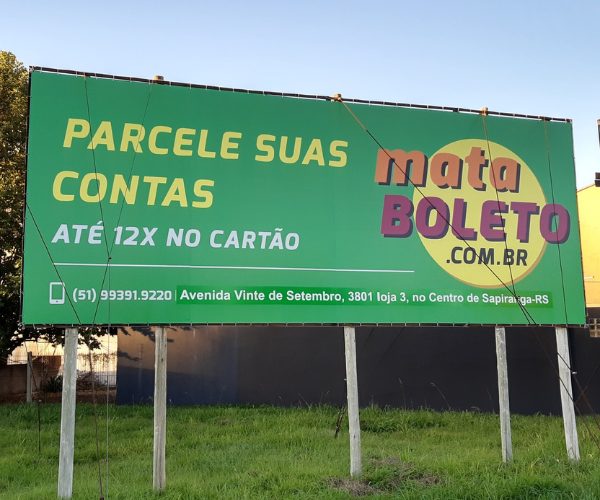 PARCELE SUAS
CONTAS
ATÉ 12X NO CARTÃO
(51) 99391.9220 Avenida Vinte de Setembro, 3801 loja 3, no Centro de Sapiranga-RS
mata
BOLETO
.COM.BR